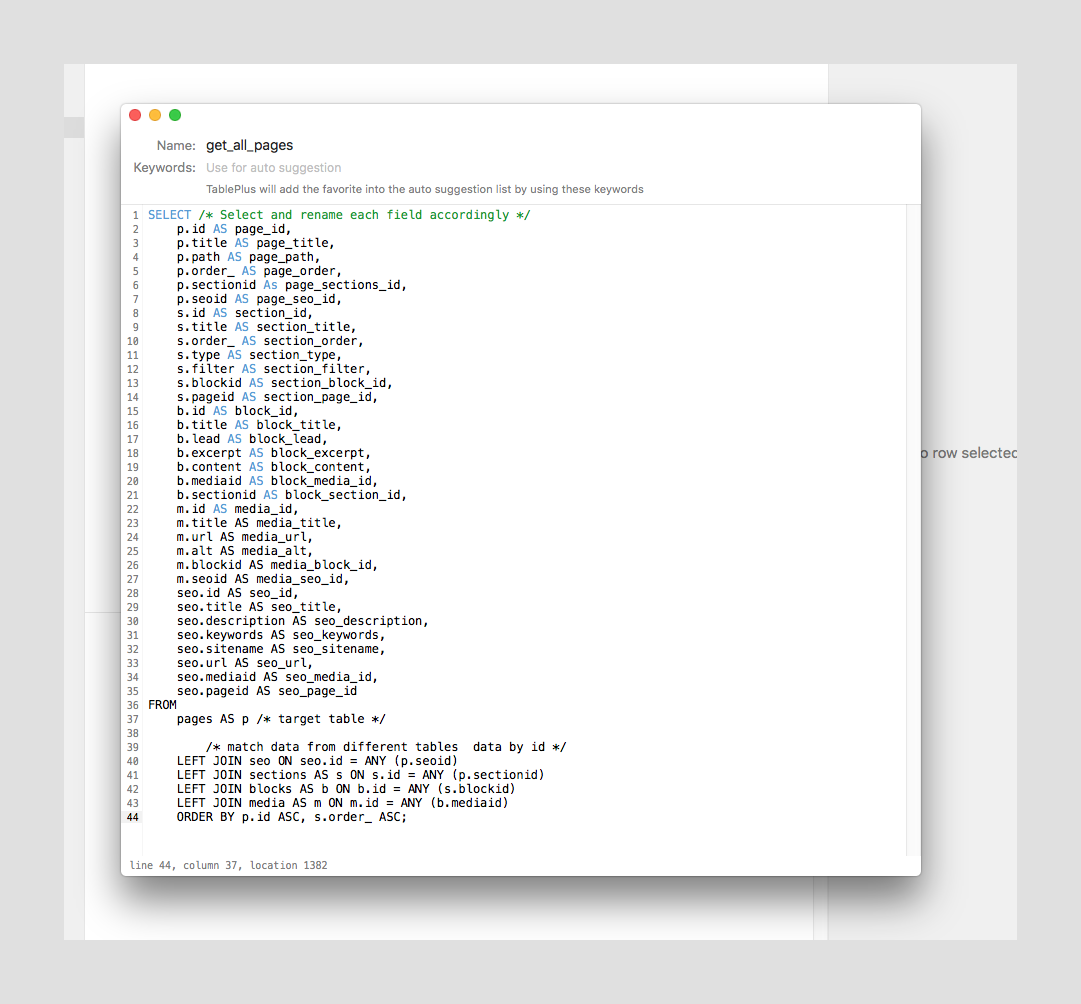 Name: get_all_pages
Keywords: Use for auto suggestion
TablePlus will add the favorite into the auto suggestion list by using these keywords
1 SELECT /* Select and rename each field accordingly */
2 p.id AS page_id,
3 p.title AS page_title,
4 p.path AS page_path,
5 p.order_ AS page_order,
6 p.sectionid As page_sections_id,
7 p.seoid AS page_seo_id,
8 s.id AS section_id,
9 s.title AS section_title,
10 s.order_ AS section_order,
11 s.type AS section_type,
12 s.filter AS section_filter,
13 s.blockid AS section_block_id,
14 s.pageid AS section_page_id,
15 b.id AS block_id,
16 b.title AS block_title,
17 b.lead AS block_lead,
18 b.excerpt AS block_excerpt,
19 b.content AS block_content,
20 b.mediaid AS block_media_id,
21 b.sectionid AS block_section_id,
22 m.id AS media_id,
23 m.title AS media_title,
24 m.url AS media_url,
25 m.alt AS media_alt,
26 m.blockid AS media_block_id,
27 m.seoid AS media_seo_id,
28 seo.id AS seo_id,
29 seo.title AS seo_title,
30 seo.description AS seo_description,
31 seo.keywords AS seo_keywords,
32 seo.sitename AS seo_sitename,
33 seo.url AS seo_url,
34 seo.mediaid AS seo_media_id,
35 seo.pageid AS seo_page_id
36 FROM
37 pages AS p /* target table */
38
39 /* match data from different tables  data by id */
40 LEFT JOIN seo ON seo.id = ANY (p.seoid)
41 LEFT JOIN sections AS s ON s.id = ANY (p.sectionid)
42 LEFT JOIN blocks AS b ON b.id = ANY (s.blockid)
43 LEFT JOIN media AS m ON m.id = ANY (b.mediaid)
44 ORDER BY p.id ASC, s.order_ ASC;
line 44, column 37, location 1382
o row selected